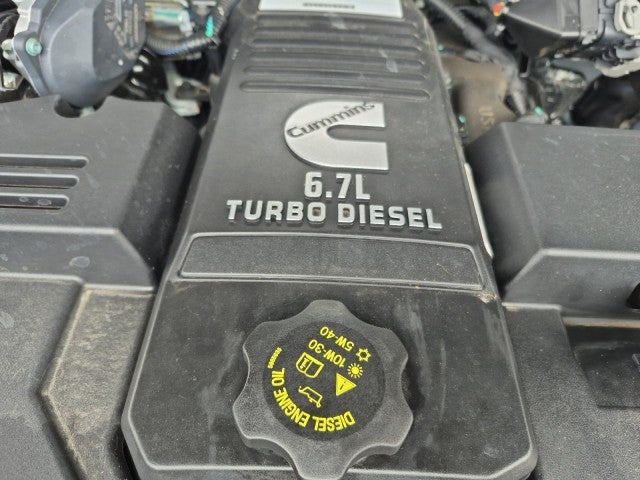 Cummins
6.7L
TURBO DIESEL
5W-40
10W-30
DIESEL ENGINE OIL